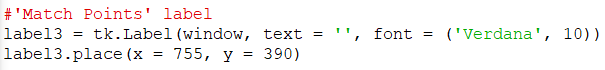 #'Match Points' label
label3 = tk.Label(window, text = '', font = ('Verdana', 10))
label3.place(x = 755, y = 390)